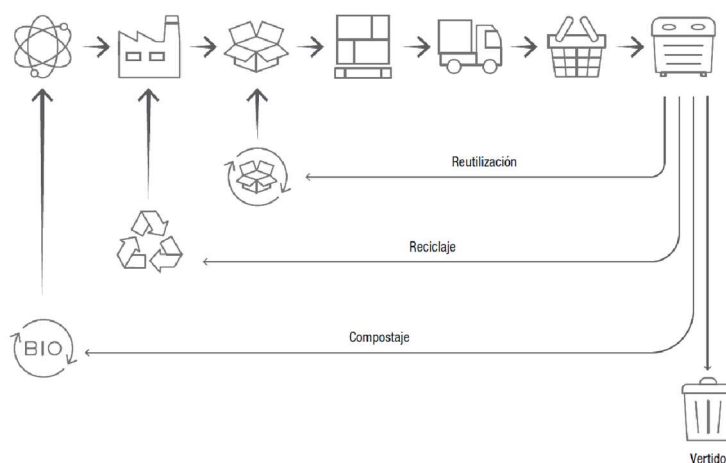 Reutilización
Reciclaje
Compostaje
BIO
Vertido